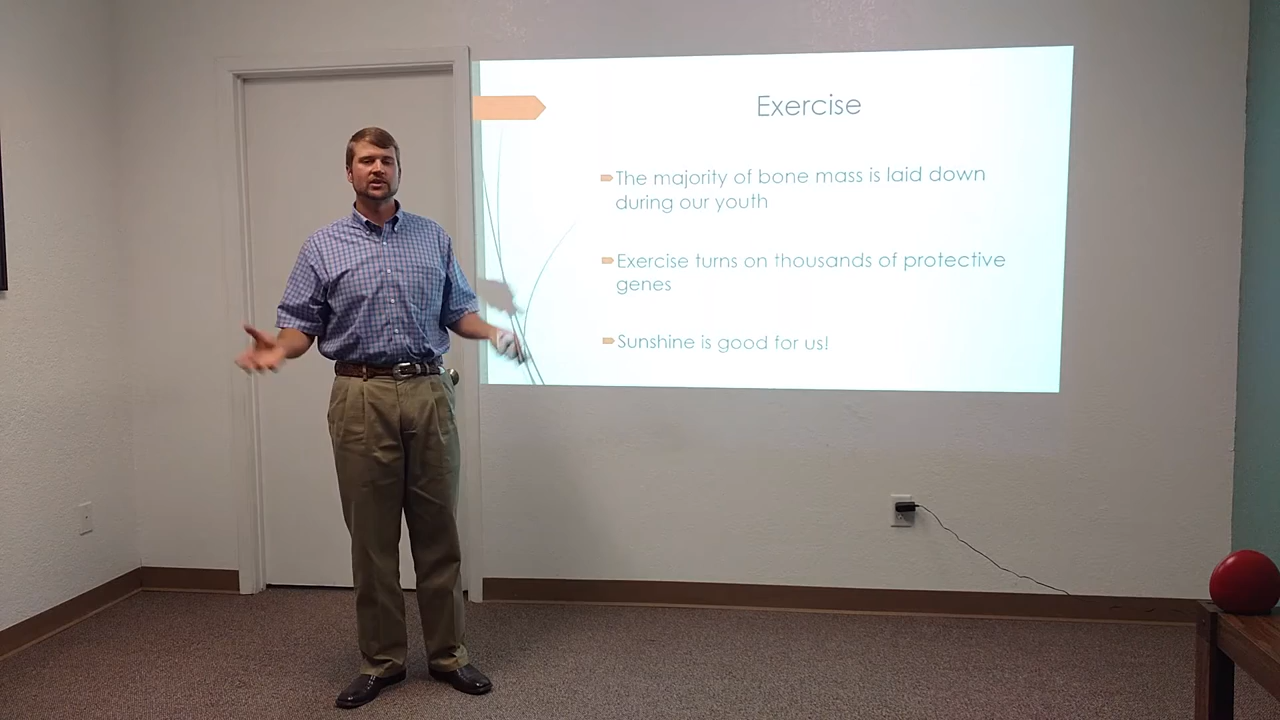 Exercise
The majority of bone mass is laid down
during our youth
Exercise turns on thousands of protective
genes
Sunshine is good for us!